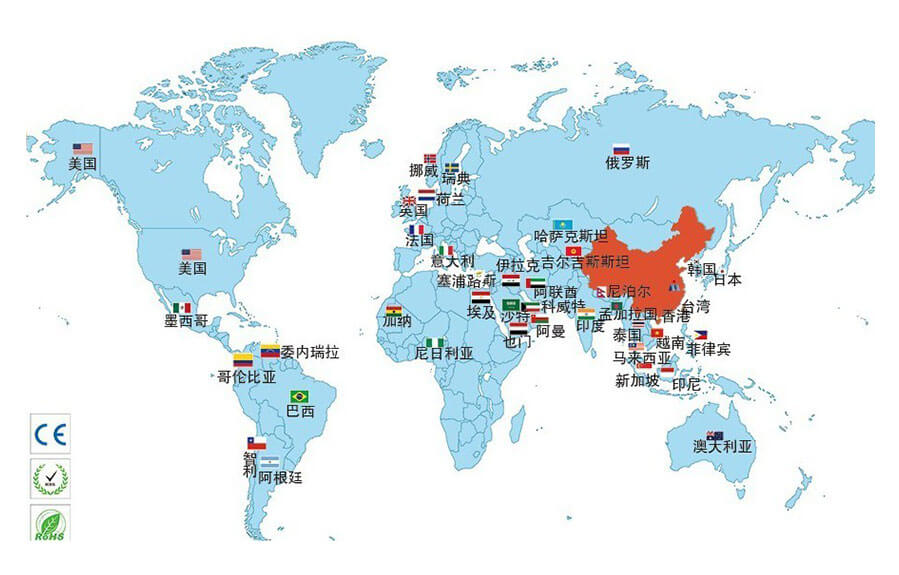 美国
俄罗斯
挪威
瑞典
荷兰
英国
法国
哈萨克斯坦
美国
意大利
伊拉克
吉尔吉斯斯坦
韩国
日本
塞浦路斯
阿联酋
尼泊尔
墨西哥
加纳
埃及
沙特
科威特
印度
孟加拉国
香港
台湾
也门
阿曼
泰国
越南
菲律宾
尼日利亚
委内瑞拉
哥伦比亚
马来西亚
新加坡
印尼
巴西
CE
澳大利亚
智利
阿根廷
RoHS